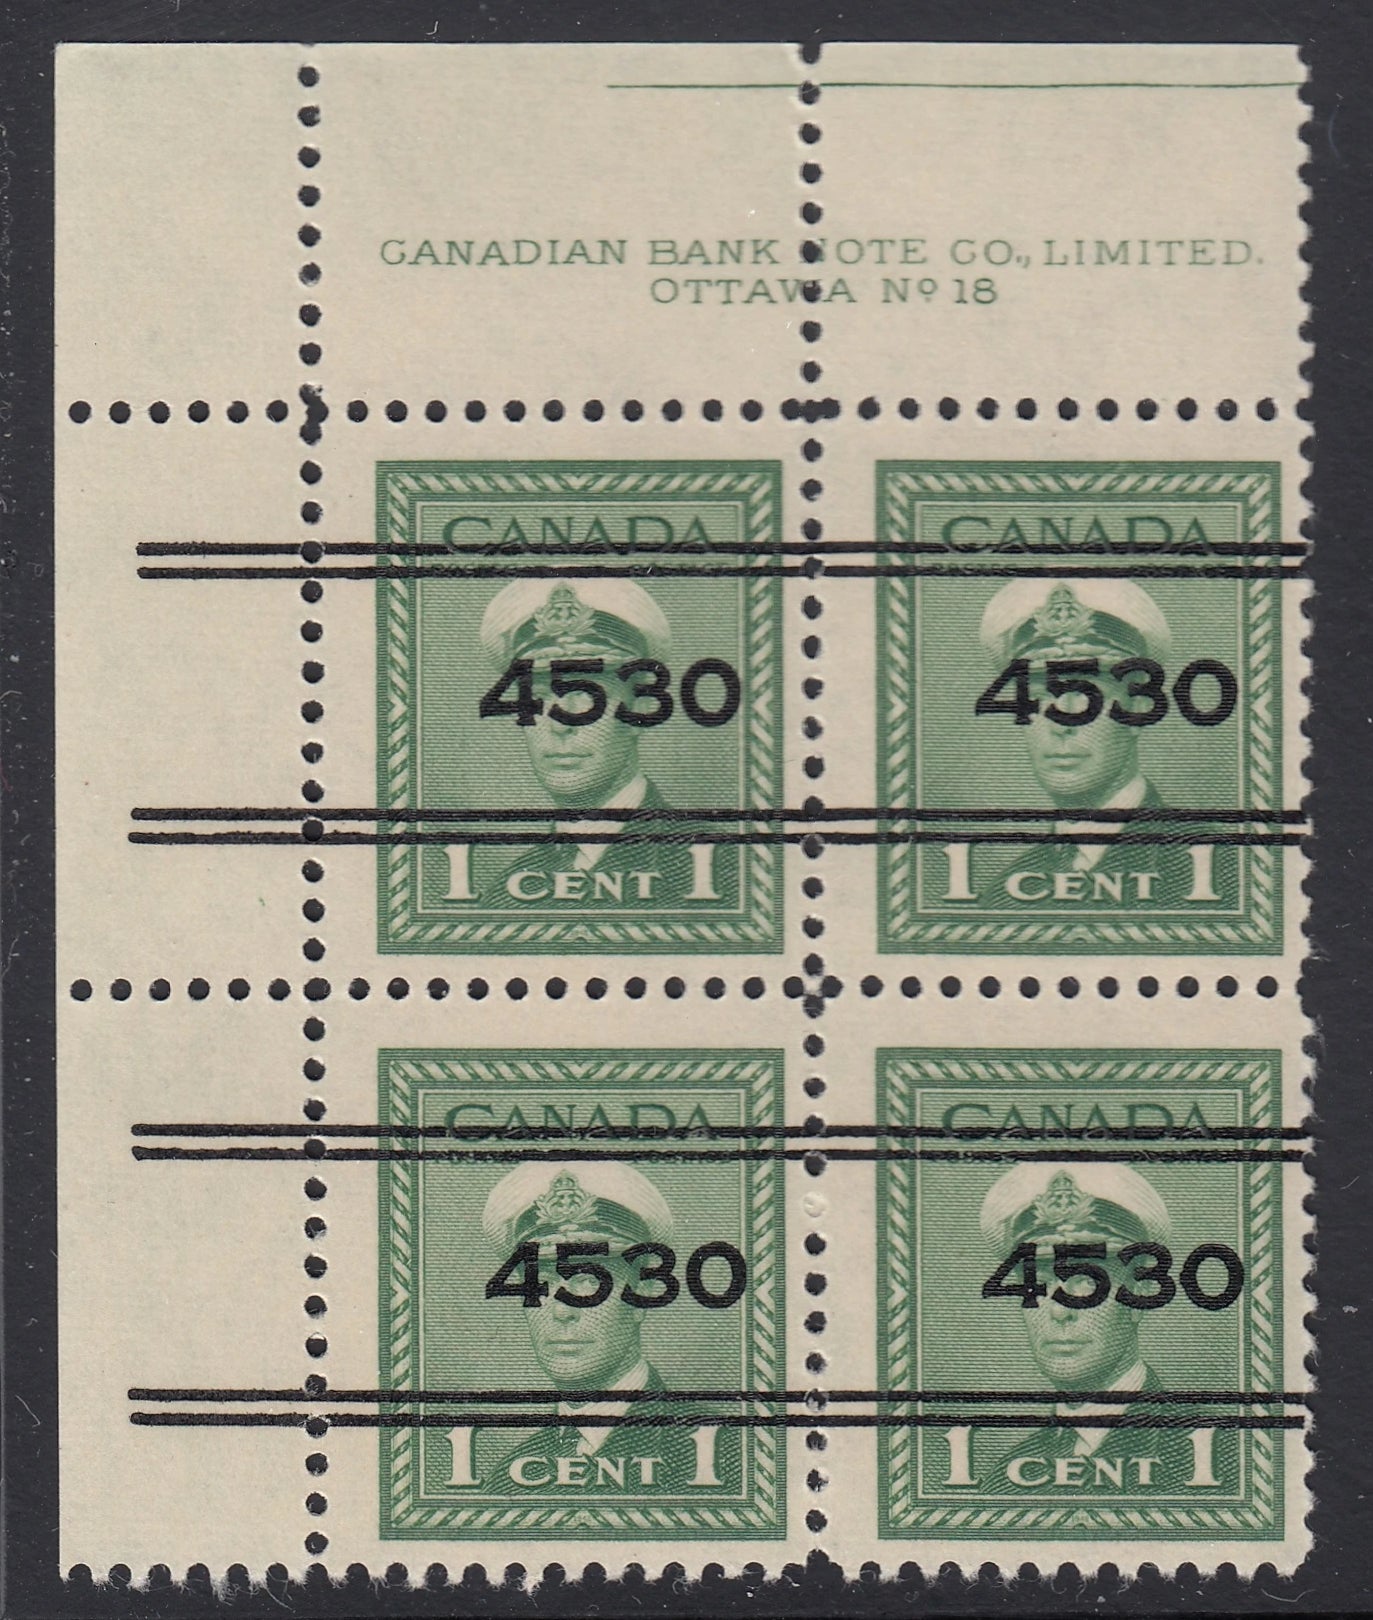 CANADIAN BANK NOTE CO., LIMITED.
OTTAWA Nº 18
CANADA CANADA
4530 4530
1 CENT 1 1 CENT 1
CANADA CANADA
4530 4530
1 CENT 1 1 CENT 1